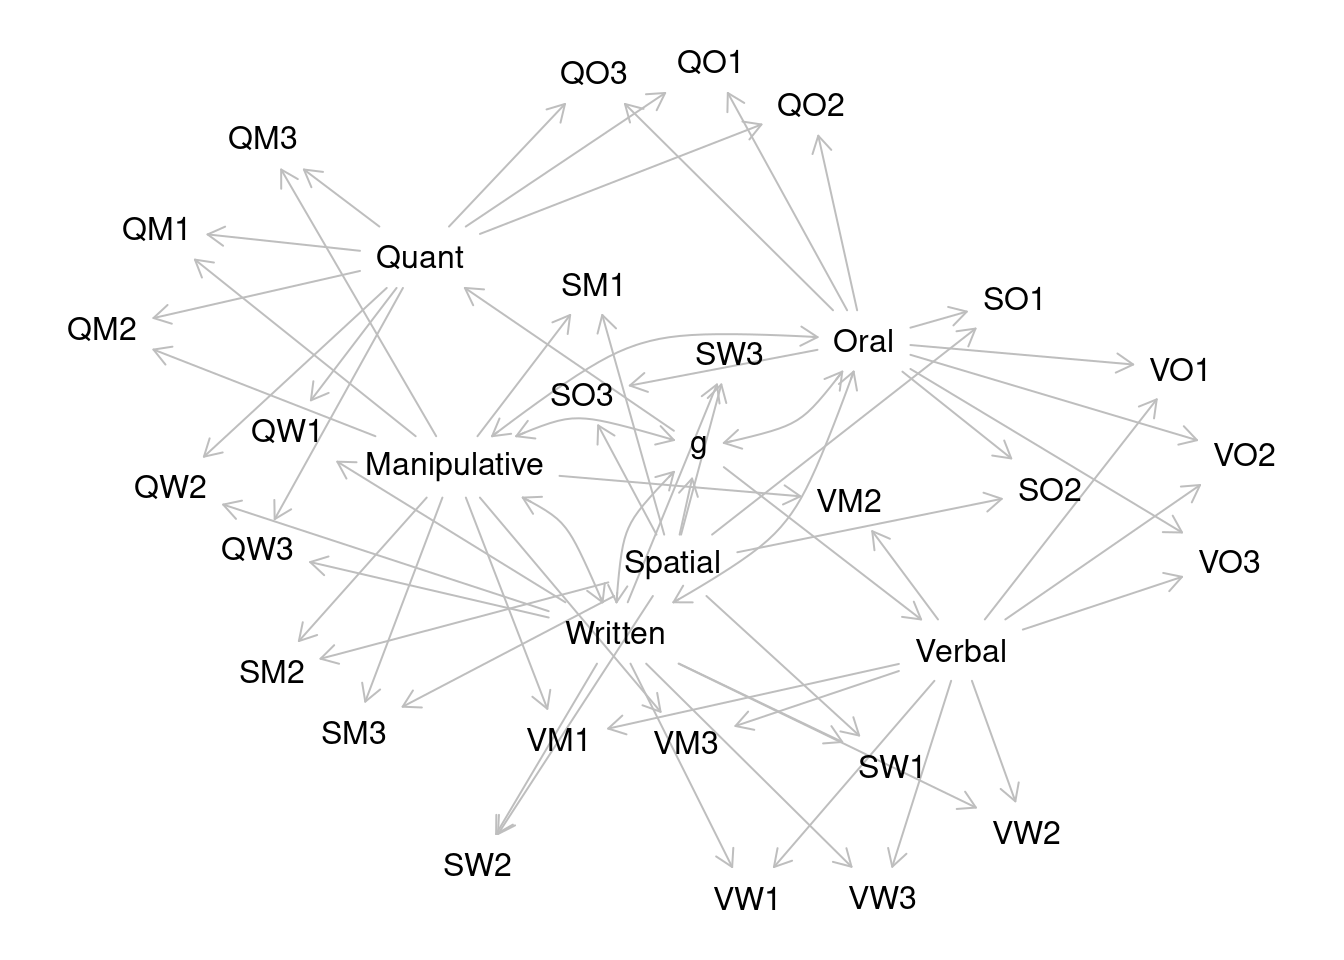 QO1
QO3
QO2
QM3
QM1
Quant
SM1
SO1
QM2
Oral
SW3
VO1
SO3
QW1
g
VO2
Manipulative
QW2
SO2
VM2
QW3
Spatial
VO3
Written
Verbal
SM2
SM3
VM1
VM3
SW1
VW2
SW2
VW1
VW3